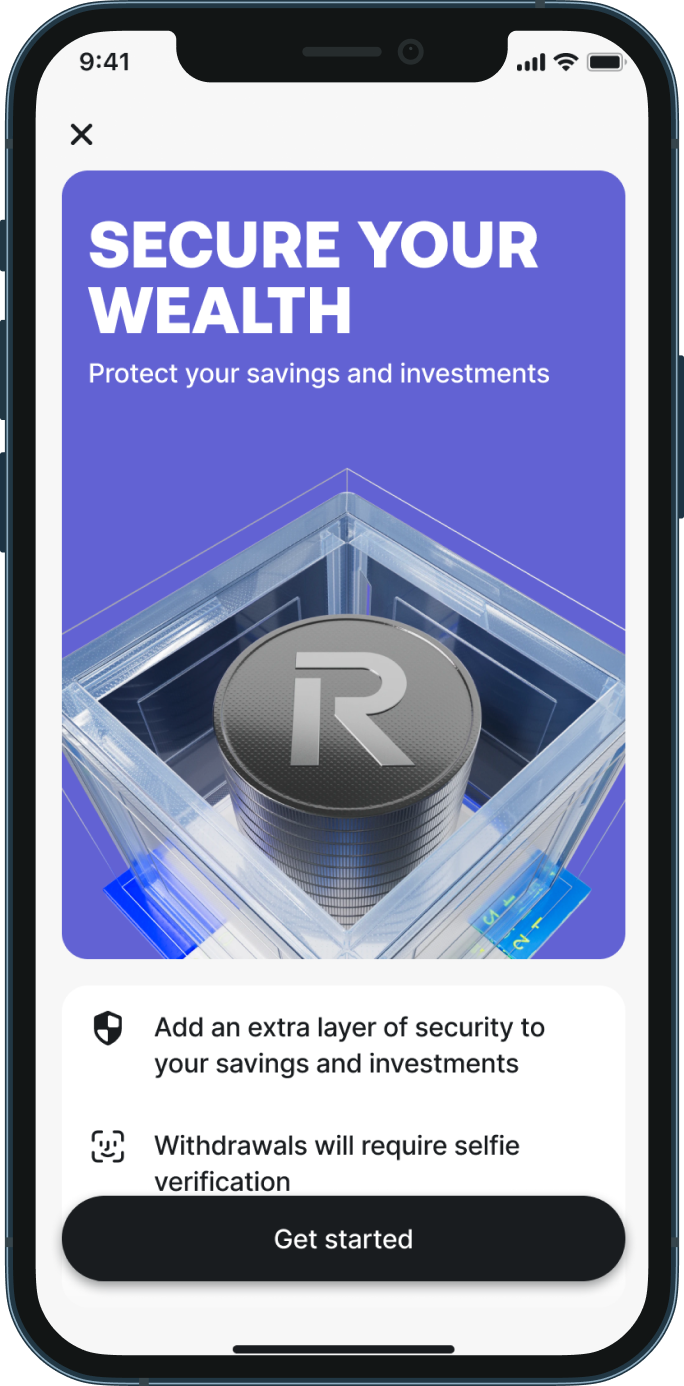 9:41
SECURE YOUR
WEALTH
Protect your savings and investments
R
Add an extra layer of security to
your savings and investments
Withdrawals will require selfie
verification
Get started